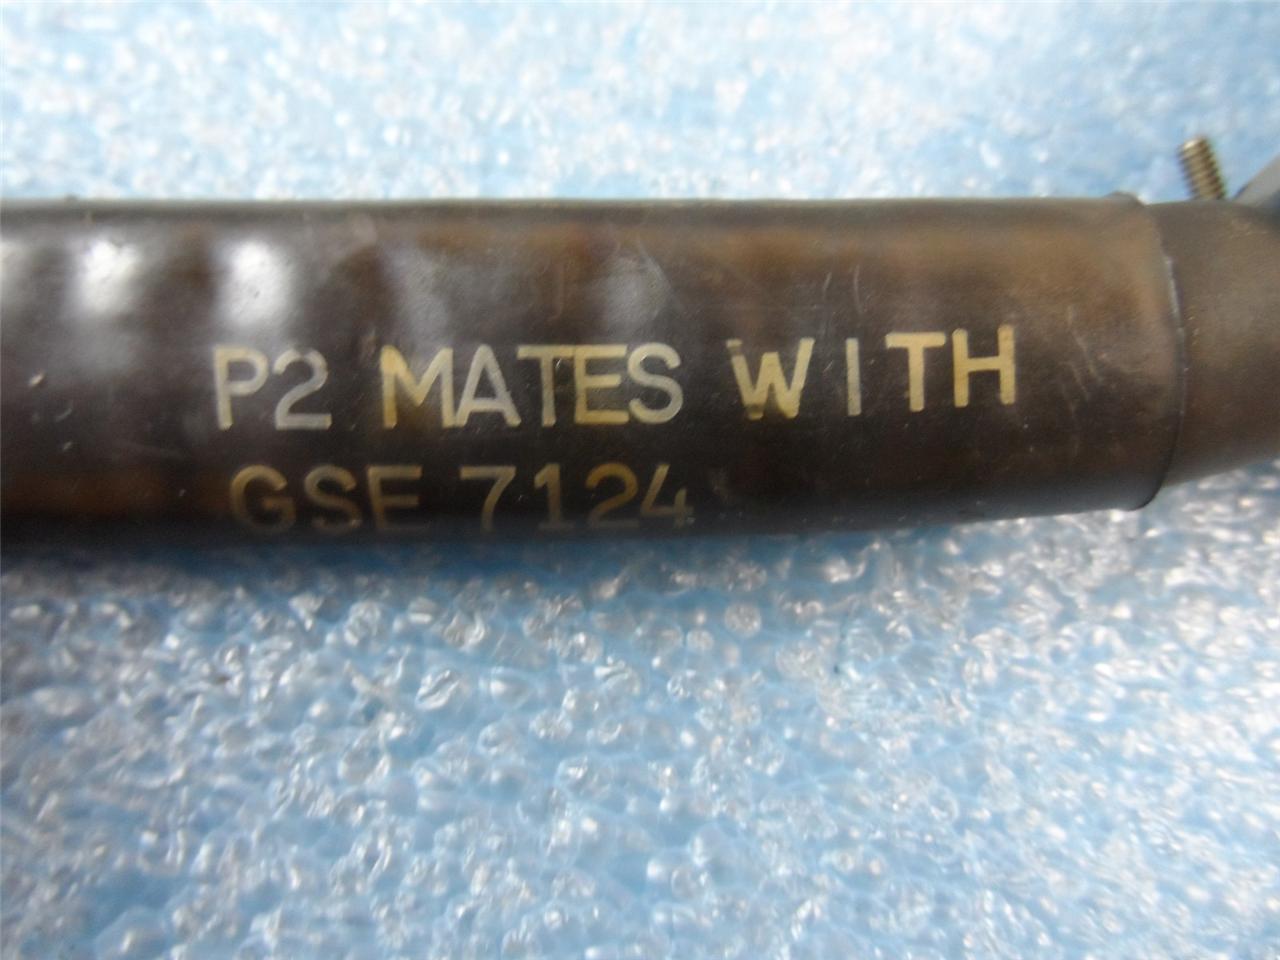 P2 MATES WITH
GSE 7124